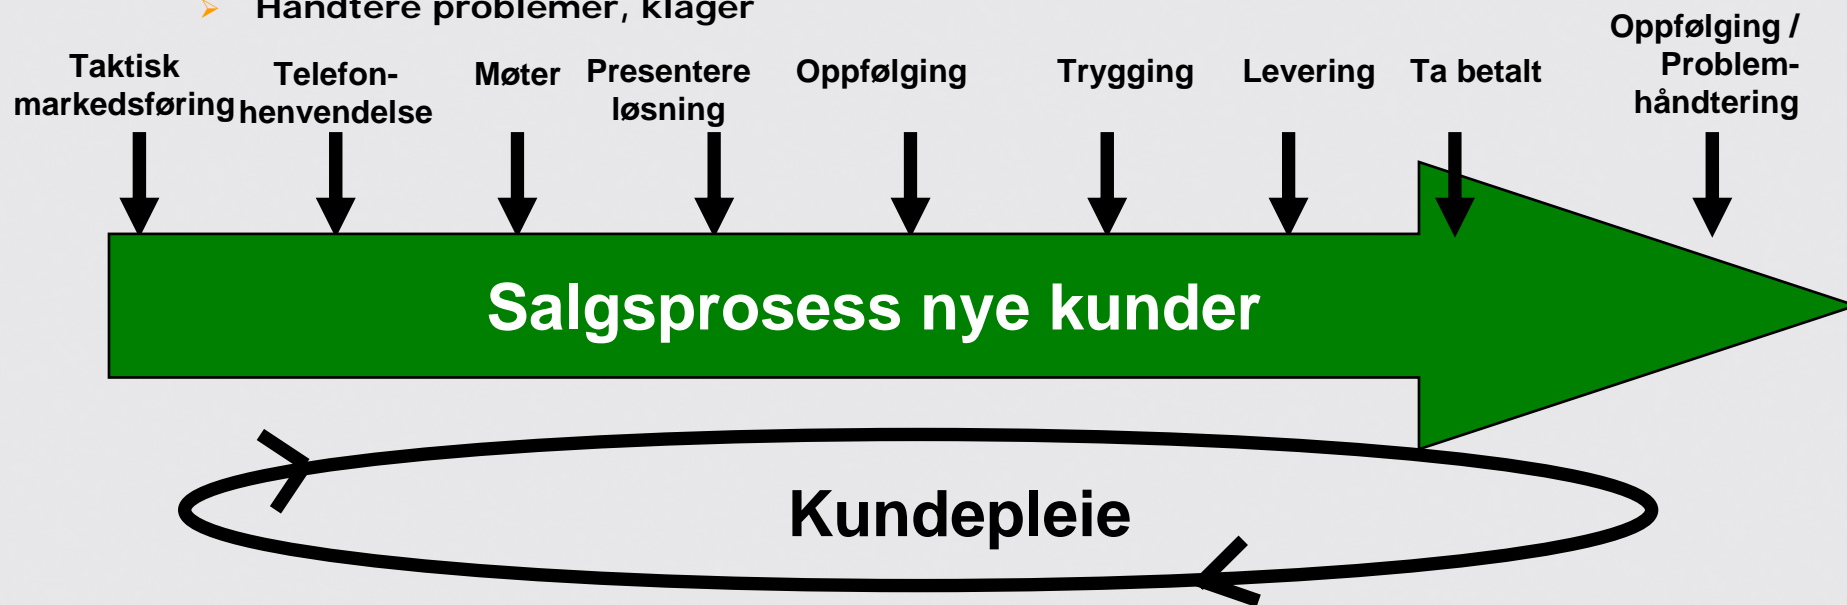 Håndtere problemer, klager
Taktisk
markedsføring
Telefon-
henvendelse
Møter
Presentere
løsning
Oppfølging
Trygging
Levering
Ta betalt
Oppfølging /
Problem-
håndtering
Salgsprosess nye kunder
Kundepleie